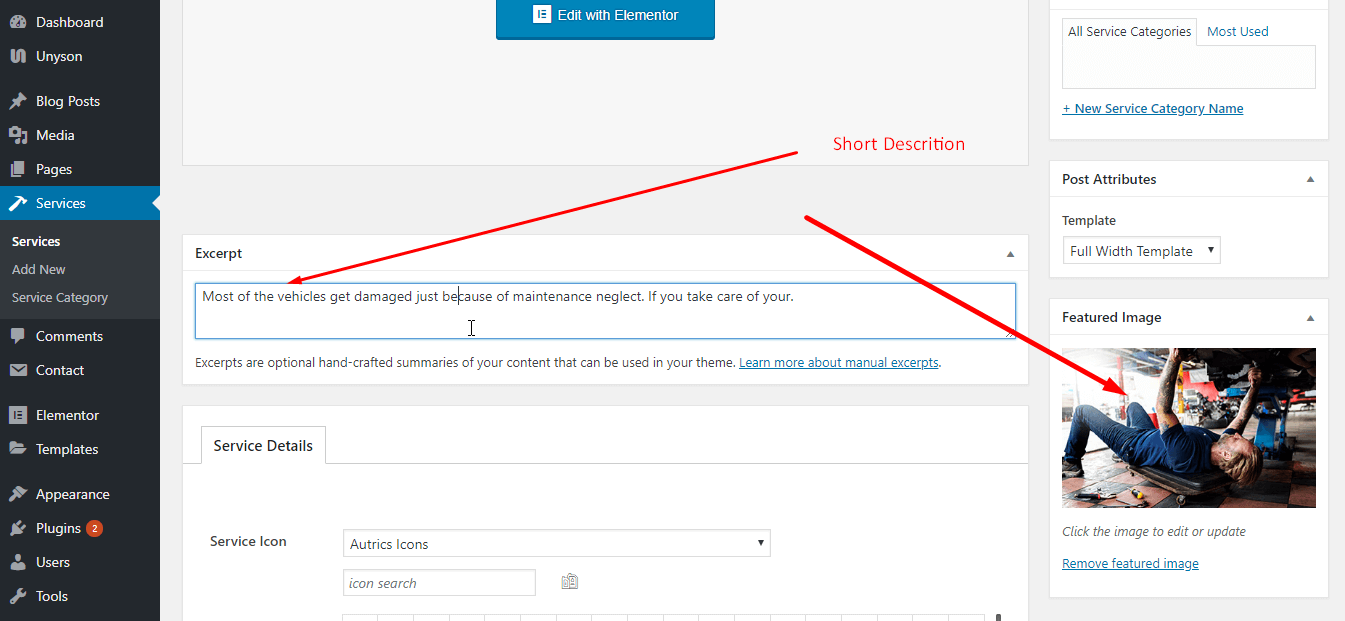 Dashboard
Unyson
Blog Posts
Media
Pages
Services
Services
Add New
Service Category
Comments
Contact
Elementor
Templates
Appearance
Plugins 2
Users
Tools
Edit with Elementor
Short Descrition
Excerpt
Most of the vehicles get damaged just because of maintenance neglect. If you take care of your.
Excerpts are optional hand-crafted summaries of your content that can be used in your theme. Learn more about manual excerpts.
Service Details
Service Icon
Autrics Icons
icon search
All Service Categories Most Used
+ New Service Category Name
Post Attributes
Template
Full Width Template
Featured Image
Click the image to edit or update
Remove featured image